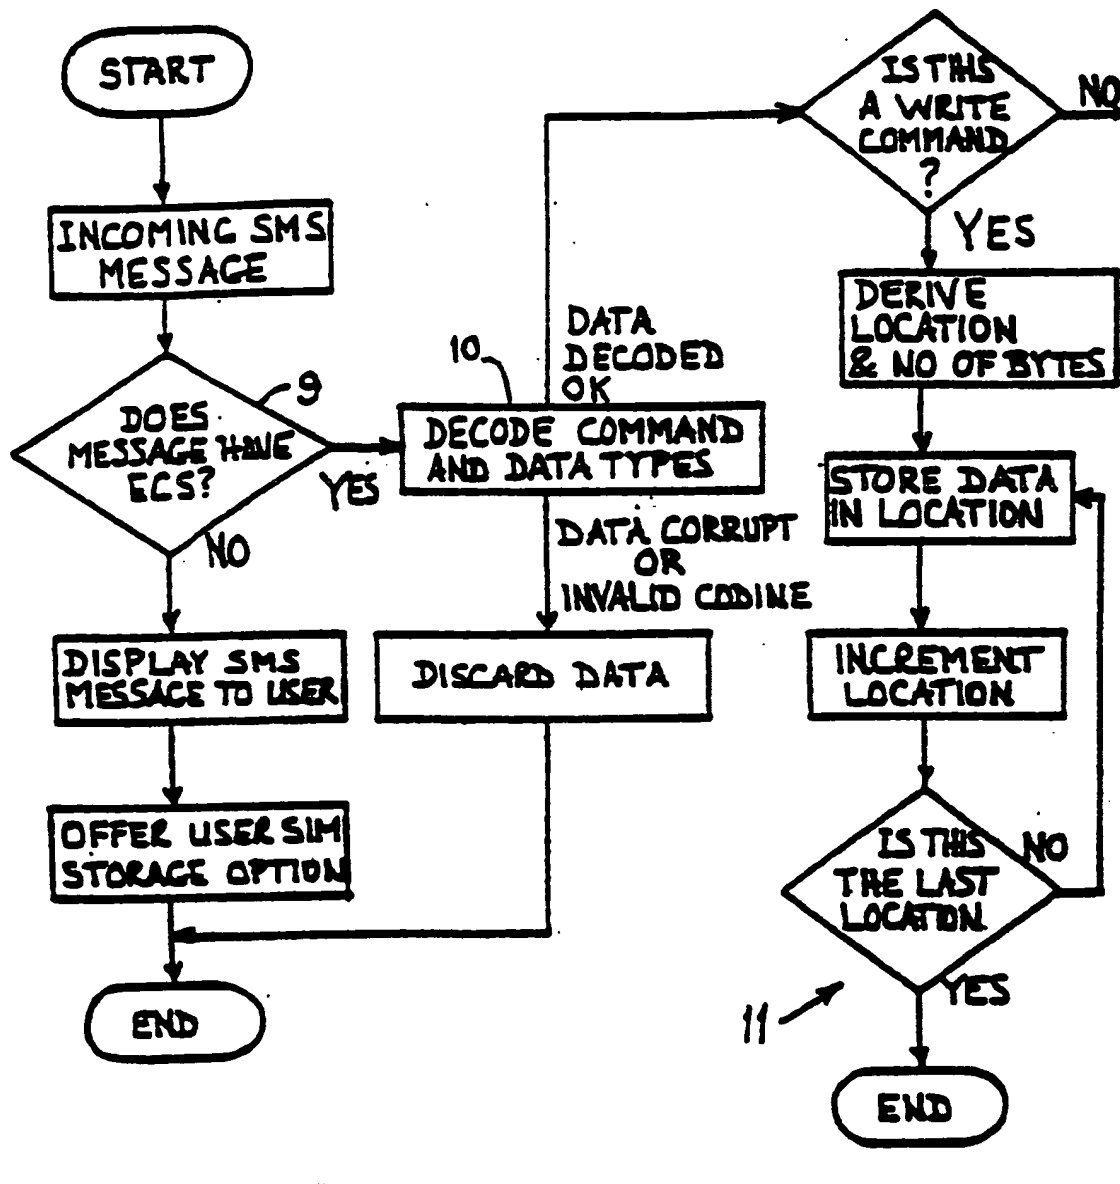 START
INCOMING SMS
MESSAGE
9
DOES
MESSAGE HAVE
ECS?
YES
NO
DISPLAY SMS
MESSAGE TO USER
OFFER USER SIM
STORAGE OPTION
END
10
DATA
DECODED
OK
DECODE COMMAND
AND DATA TYPES
DATA CORRUPT
OR
INVALID CODINE
DISCARD DATA
IS THIS
A WRITE
COMMAND
?
NO
YES
DERIVE
LOCATION
& NO OF BYTES
STORE DATA
IN LOCATION
INCREMENT
LOCATION
IS THIS
THE LAST
LOCATION.
NO
YES
11
END